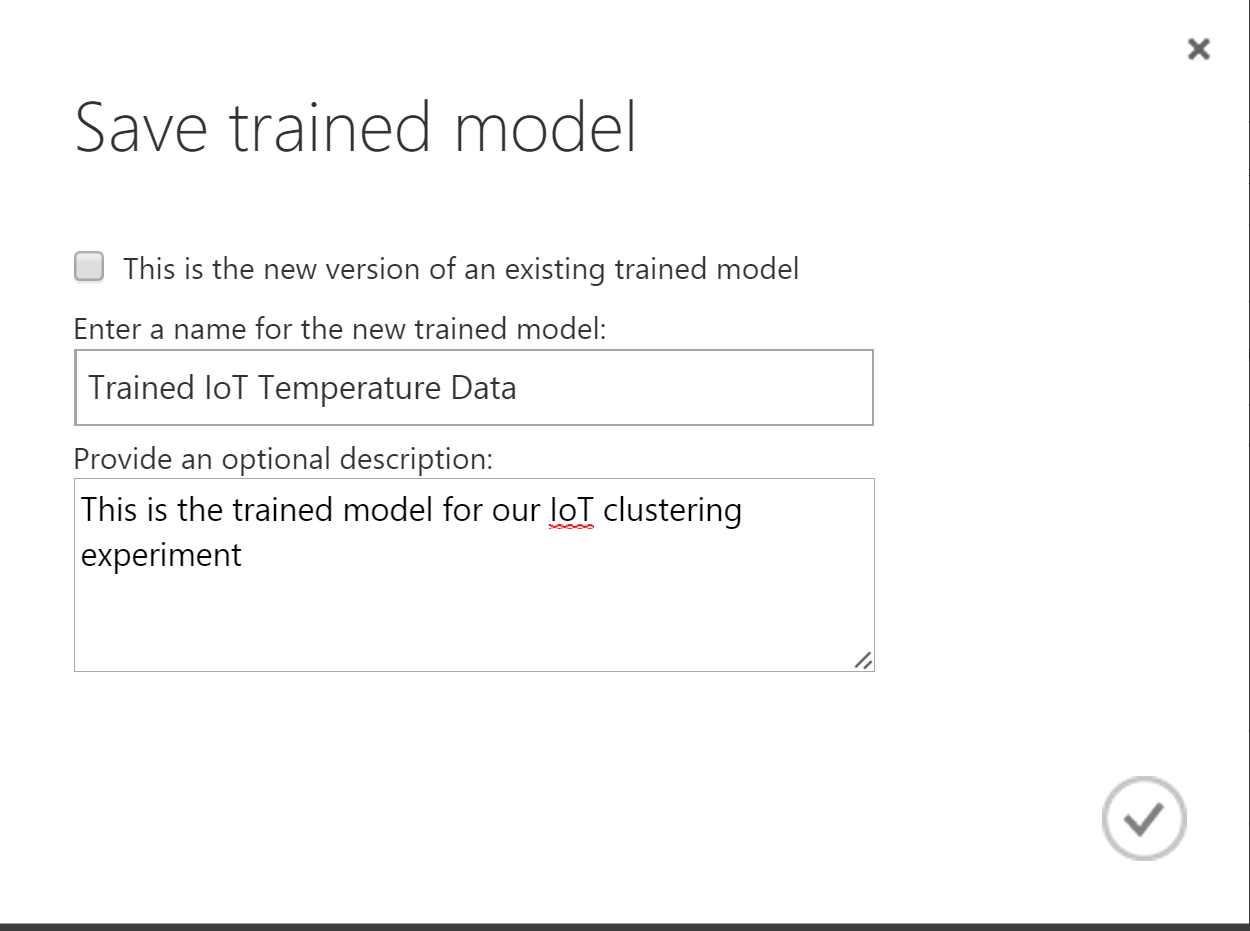 Save trained model
This is the new version of an existing trained model
Enter a name for the new trained model:
Trained IoT Temperature Data
Provide an optional description:
This is the trained model for our IoT clustering
experiment